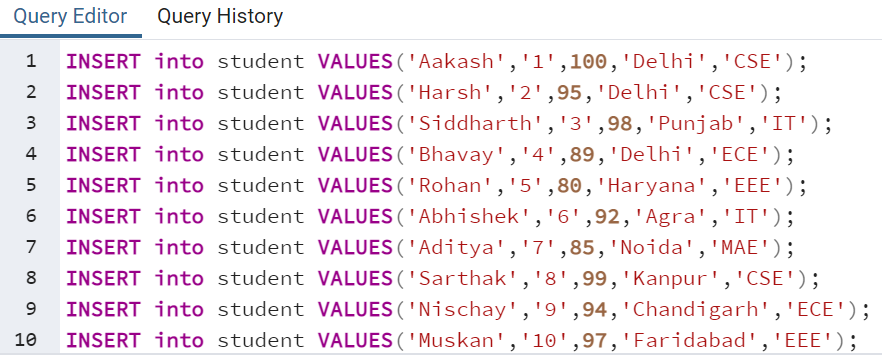 Query Editor Query History
1 INSERT into student VALUES('Aakash','1',100,'Delhi','CSE');
2 INSERT into student VALUES('Harsh','2',95,'Delhi','CSE');
3 INSERT into student VALUES('Siddharth','3',98,'Punjab','IT');
4 INSERT into student VALUES('Bhavay','4',89,'Delhi','ECE');
5 INSERT into student VALUES('Rohan','5',80,'Haryana','EEE');
6 INSERT into student VALUES('Abhishek','6',92,'Agra','IT');
7 INSERT into student VALUES('Aditya','7',85,'Noida','MAE');
8 INSERT into student VALUES('Sarthak','8',99,'Kanpur','CSE');
9 INSERT into student VALUES('Nischay','9',94,'Chandigarh','ECE');
10 INSERT into student VALUES('Muskan','10',97,'Faridabad','EEE');